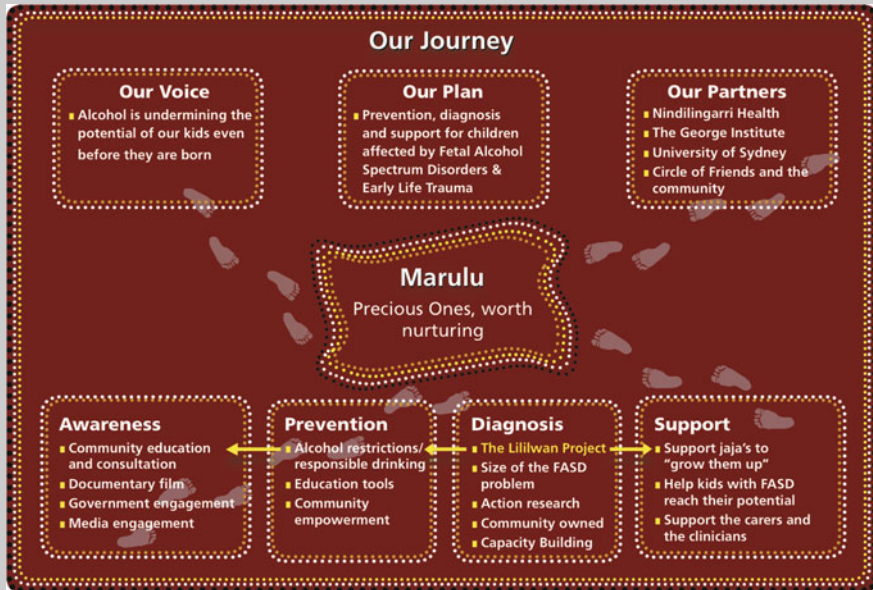 Our Journey
Our Voice
Alcohol is undermining the
potential of our kids even
before they are born
Our Plan
Prevention, diagnosis
and support for children
affected by Fetal Alcohol
Spectrum Disorders &
Early Life Trauma
Our Partners
Nindilingarri Health
The George Institute
University of Sydney
Circle of Friends and the
community
Marulu
Precious Ones, worth
nurturing
Awareness
Community education
and consultation
Documentary film
Government engagement
Media engagement
Prevention
Alcohol restrictions/
responsible drinking
Education tools
Community
empowerment
Diagnosis
The Lililwan Project
Size of the FASD
problem
Action research
Community owned
Capacity Building
Support
Support jaja's to
"grow them up"
Help kids with FASD
reach their potential
Support the carers and
the clinicians